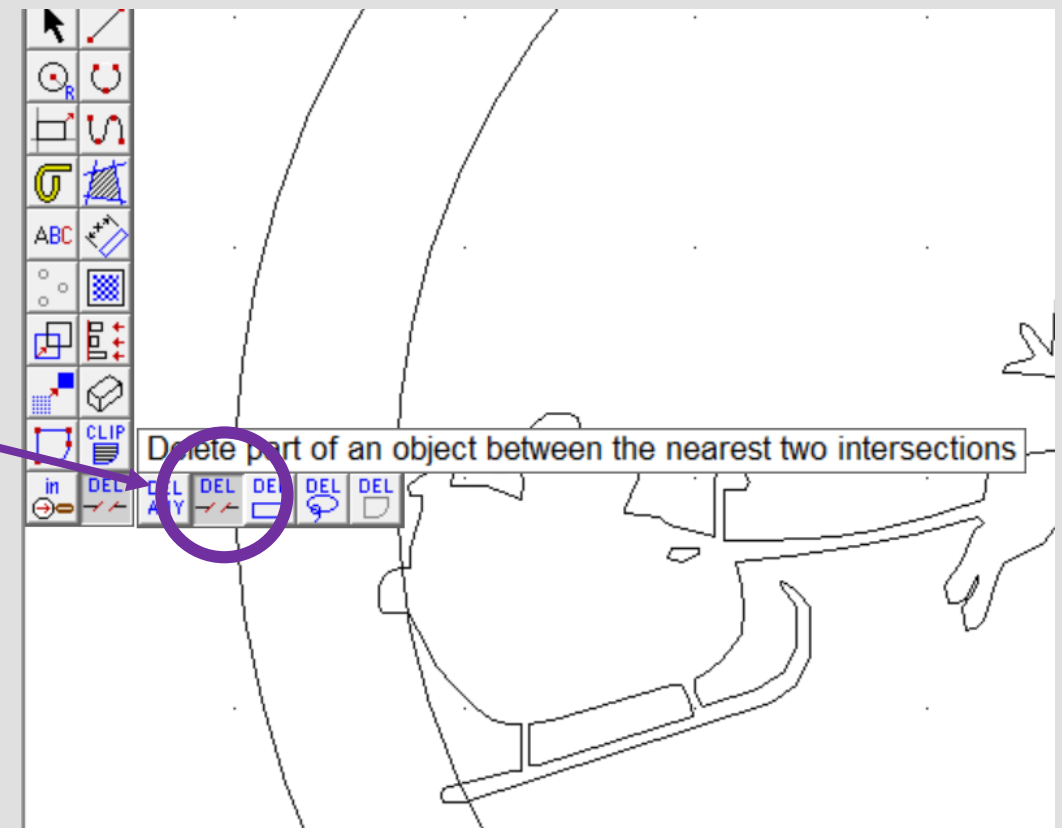 R
ABC
CLIP
Delete part of an object between the nearest two intersections
in DEL DEL ANY DEL DEL DEL DEL